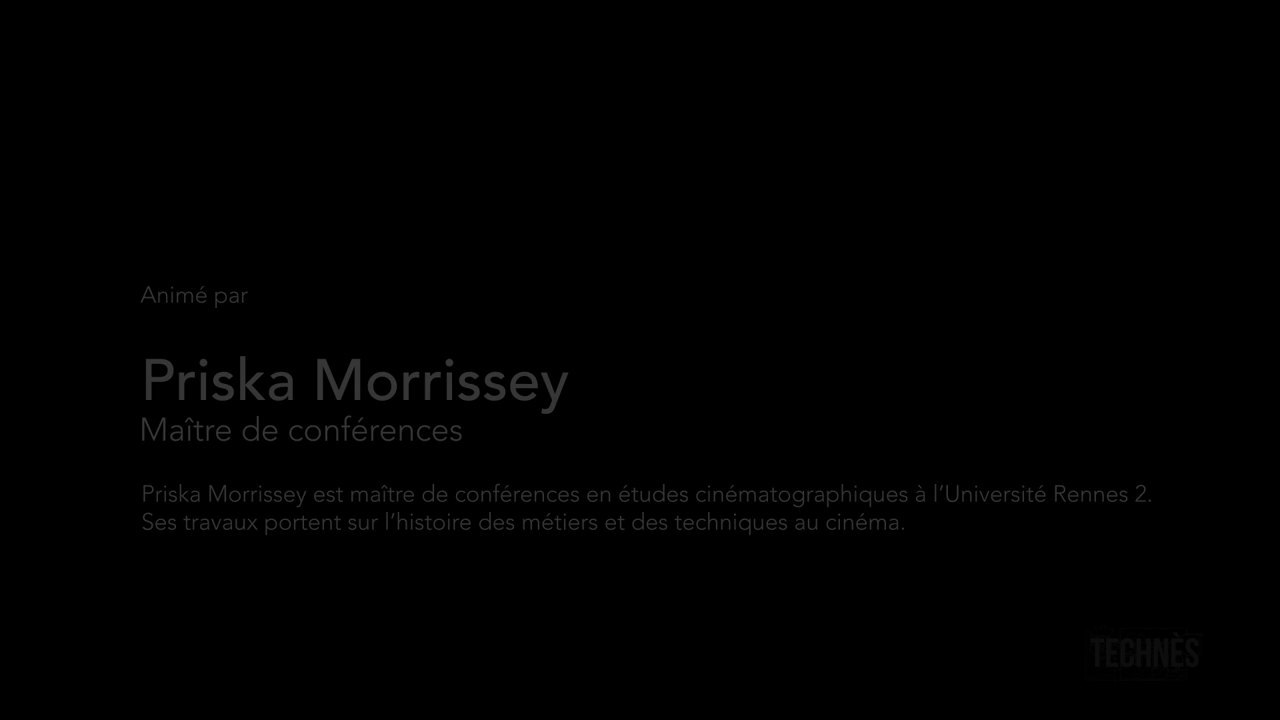 Animé par
Priska Morrissey
Maître de conférences
Priska Morrissey est maître de conférences en études cinématographiques à l’Université Rennes 2.
Ses travaux portent sur l’histoire des métiers et des techniques au cinéma.
TECHNÈS